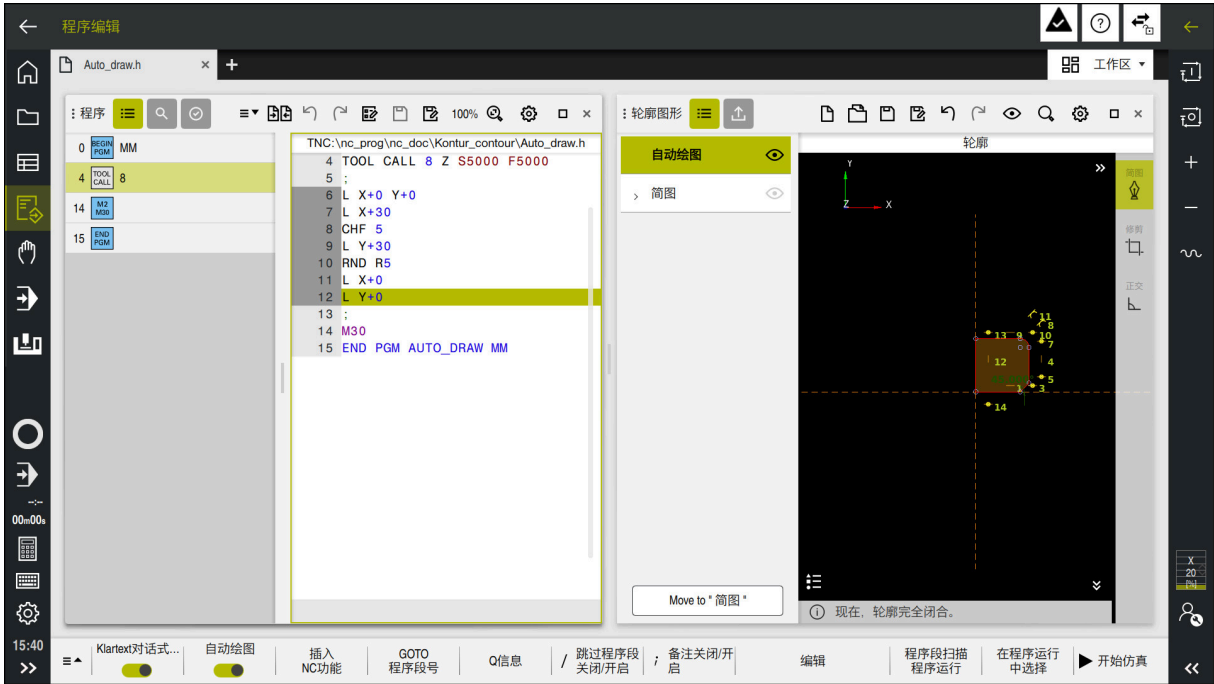 程序编辑
Auto_draw.h
工作区
程序
100%
轮廓图形
0 BEGIN PGM MM
4 TOOL CALL 8
14 M2 M30
15 END PGM
TNC:\nc_prog\nc_doc\Kontur_contour\Auto_draw.h
4 TOOL CALL 8 Z S5000 F5000
5 ;
6 L X+0 Y+0
7 L X+30
8 CHF 5
9 L Y+30
10 RND R5
11 L X+0
12 L Y+0
13 ;
14 M30
15 END PGM AUTO_DRAW MM
自动绘图
简图
Move to " 简图 "
轮廓
Y
Z X
11
8
13 9 10
7
12 4
5
1 3
14
简图
修剪
正交
现在，轮廓完全闭合。
--:--
00m00s
15:40
X
20
[%]
Klartext对话式...
自动绘图
插入
NC功能
GOTO
程序段号
Q信息
/ 跳过程序段
关闭/开启
; 备注关闭/开
启
编辑
程序段扫描
程序运行
在程序运行
中选择
开始仿真